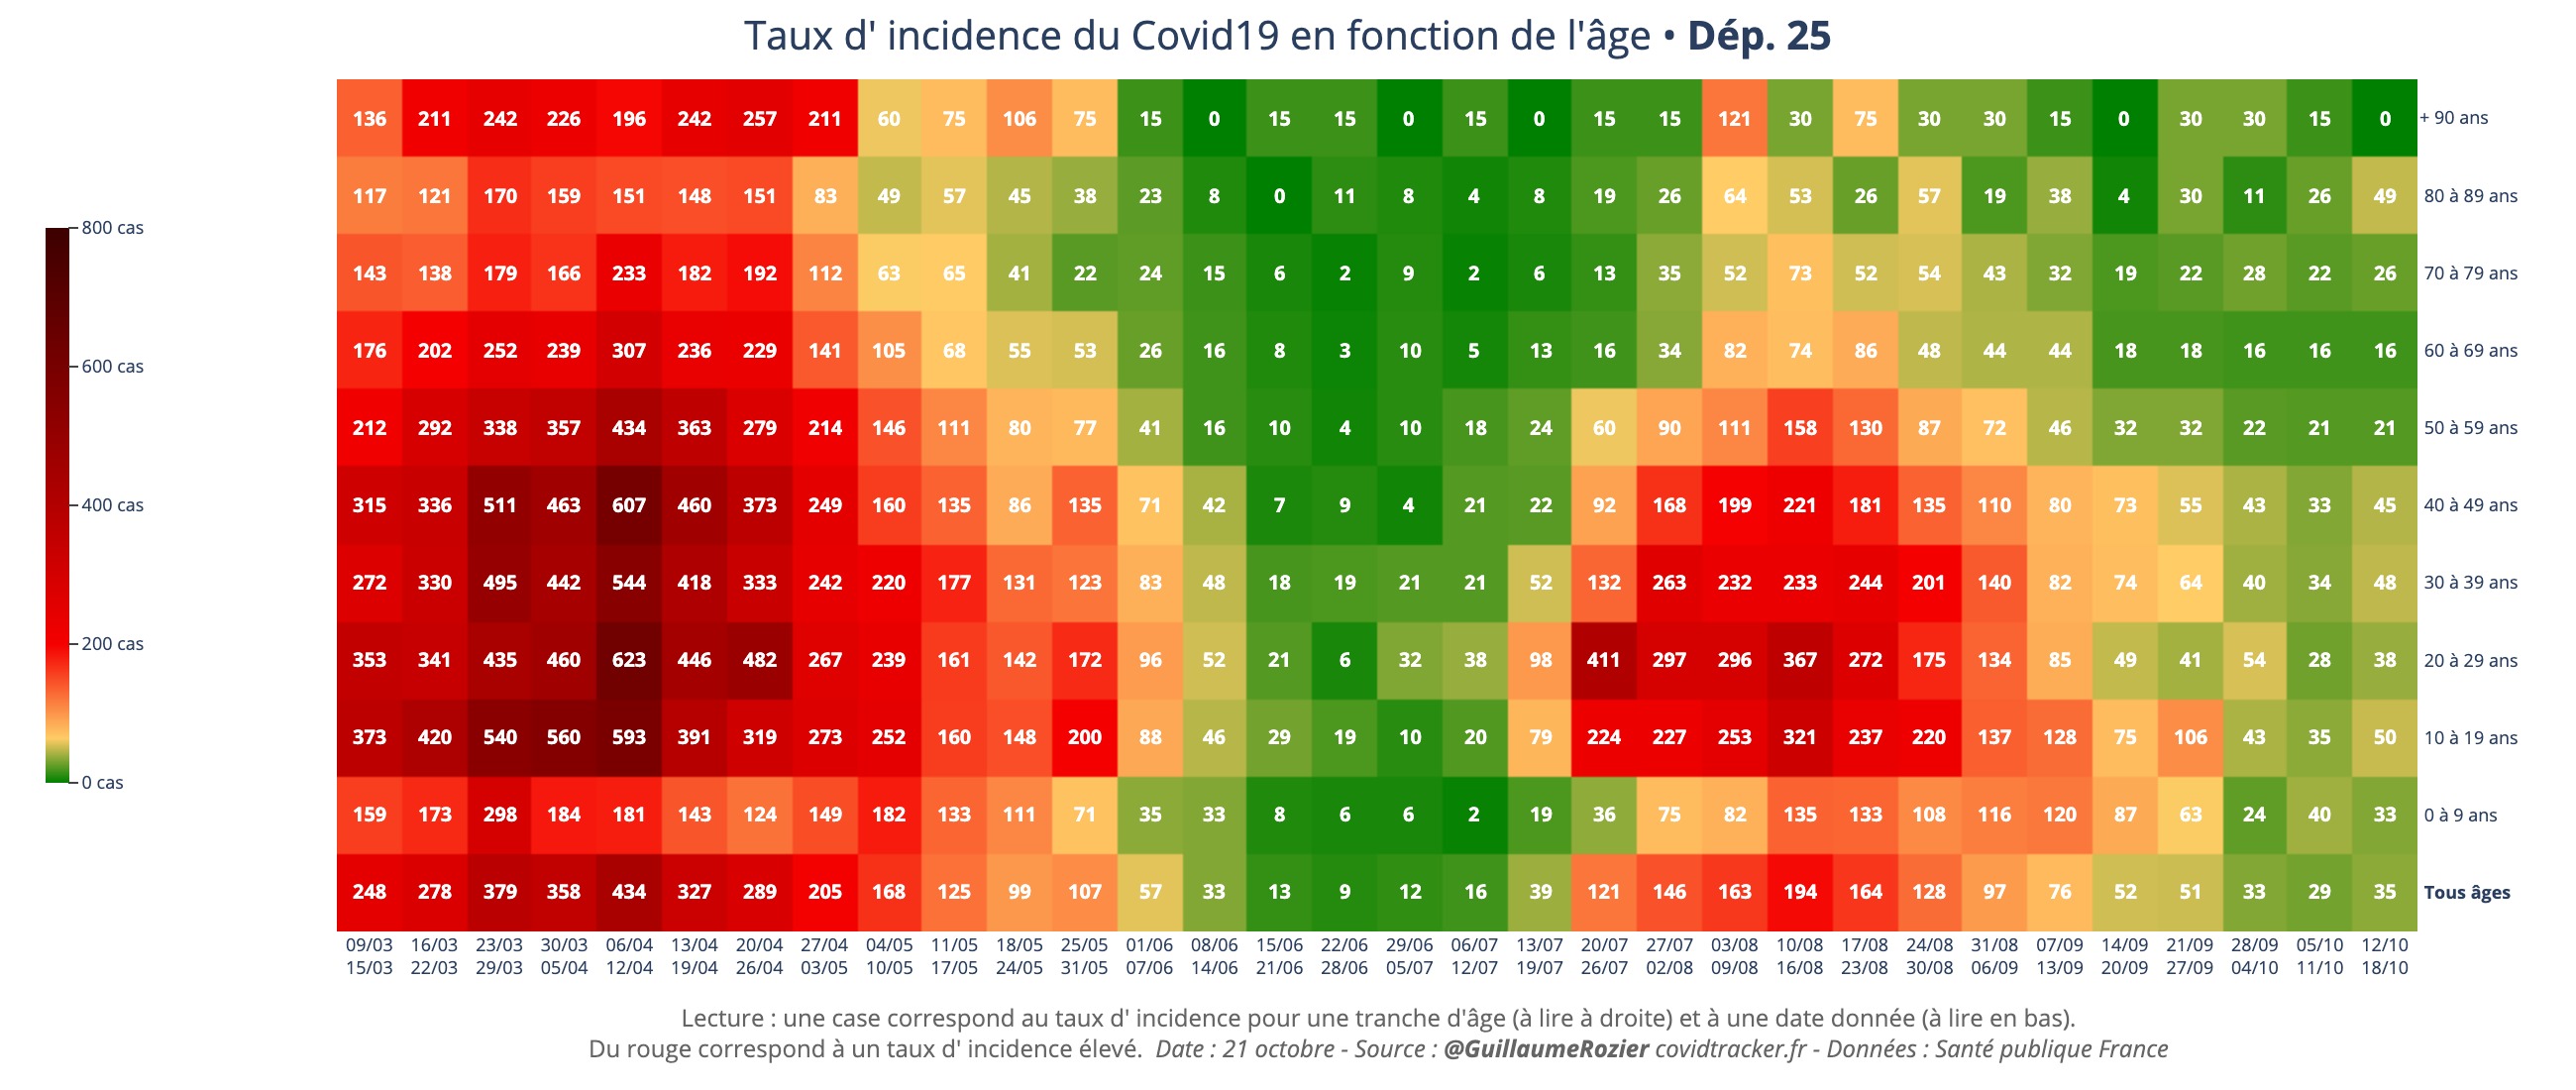 Taux d' incidence du Covid19 en fonction de l'âge • Dép. 25
800 cas
600 cas
400 cas
200 cas
0 cas
136 211 242 226 196 242 257 211 60 75 106 75 15 0 15 15 0 15 0 15 15 121 30 75 30 30 15 0 30 30 15 0 + 90 ans
117 121 170 159 151 148 151 83 49 57 45 38 23 8 0 11 8 4 8 19 26 64 53 26 57 19 38 4 30 11 26 49 80 à 89 ans
143 138 179 166 233 182 192 112 63 65 41 22 24 15 6 2 9 2 6 13 35 52 73 52 54 43 32 19 22 28 22 26 70 à 79 ans
176 202 252 239 307 236 229 141 105 68 55 53 26 16 8 3 10 5 13 16 34 82 74 86 48 44 44 18 18 16 16 16 60 à 69 ans
212 292 338 357 434 363 279 214 146 111 80 77 41 16 10 4 10 18 24 60 90 111 158 130 87 72 46 32 32 22 21 21 50 à 59 ans
315 336 511 463 607 460 373 249 160 135 86 135 71 42 7 9 4 21 22 92 168 199 221 181 135 110 80 73 55 43 33 45 40 à 49 ans
272 330 495 442 544 418 333 242 220 177 131 123 83 48 18 19 21 21 52 132 263 232 233 244 201 140 82 74 64 40 34 48 30 à 39 ans
353 341 435 460 623 446 482 267 239 161 142 172 96 52 21 6 32 38 98 411 297 296 367 272 175 134 85 49 41 54 28 38 20 à 29 ans
373 420 540 560 593 391 319 273 252 160 148 200 88 46 29 19 10 20 79 224 227 253 321 237 220 137 128 75 106 43 35 50 10 à 19 ans
159 173 298 184 181 143 124 149 182 133 111 71 35 33 8 6 6 2 19 36 75 82 135 133 108 116 120 87 63 24 40 33 0 à 9 ans
248 278 379 358 434 327 289 205 168 125 99 107 57 33 13 9 12 16 39 121 146 163 194 164 128 97 76 52 51 33 29 35 Tous âges
09/03 16/03 23/03 30/03 06/04 13/04 20/04 27/04 04/05 11/05 18/05 25/05 01/06 08/06 15/06 22/06 29/06 06/07 13/07 20/07 27/07 03/08 10/08 17/08 24/08 31/08 07/09 14/09 21/09 28/09 05/10 12/10
15/03 22/03 29/03 05/04 12/04 19/04 26/04 03/05 10/05 17/05 24/05 31/05 07/06 14/06 21/06 28/06 05/07 12/07 19/07 26/07 02/08 09/08 16/08 23/08 30/08 06/09 13/09 20/09 27/09 04/10 11/10 18/10
Lecture : une case correspond au taux d' incidence pour une tranche d'âge (à lire à droite) et à une date donnée (à lire en bas).
Du rouge correspond à un taux d' incidence élevé. Date : 21 octobre - Source : @GuillaumeRozier covidtracker.fr - Données : Santé publique France